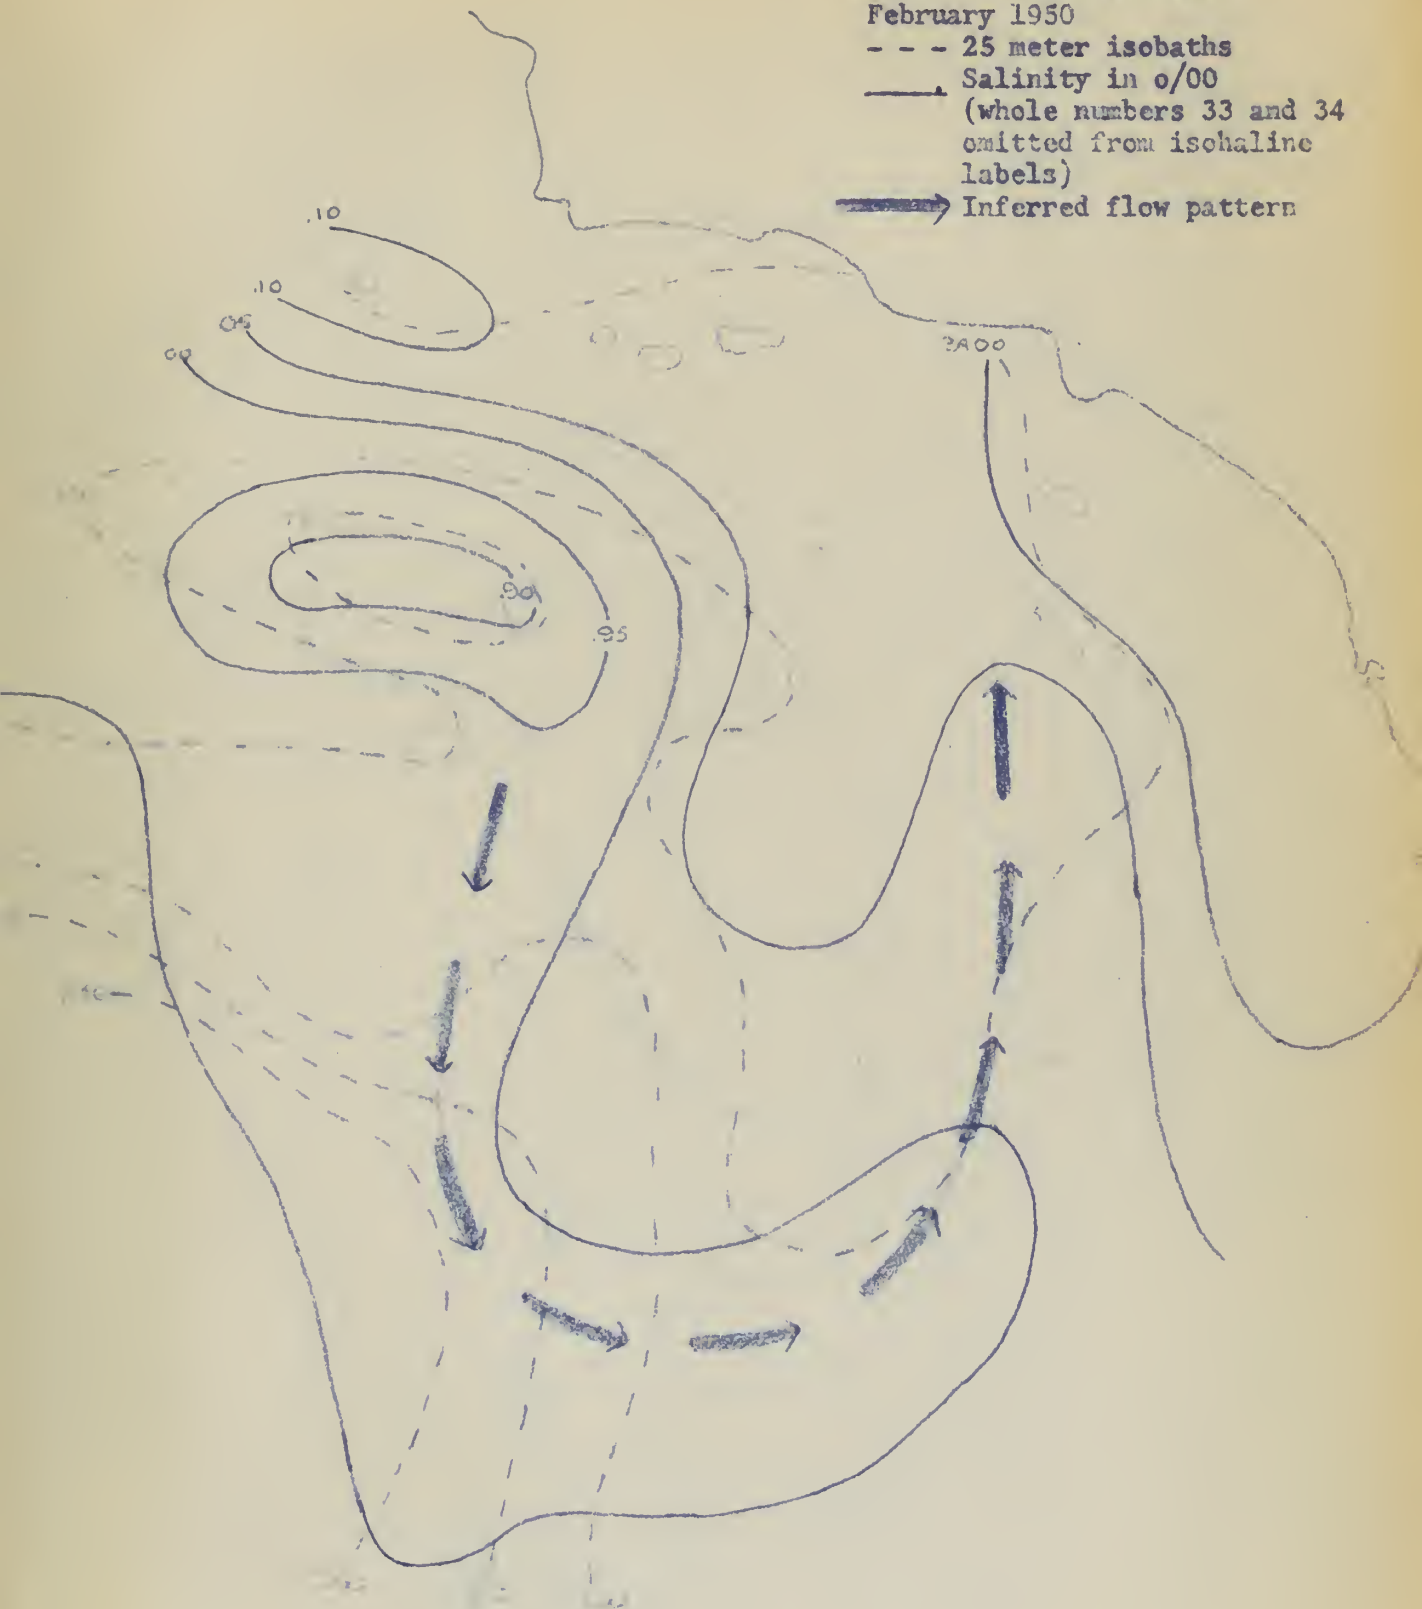 February 1950
- - - 25 meter isobaths
Salinity in o/00
(whole numbers 33 and 34
omitted from isohaline
labels)
Inferred flow pattern
.10
.10
.05
.00
.90
.95